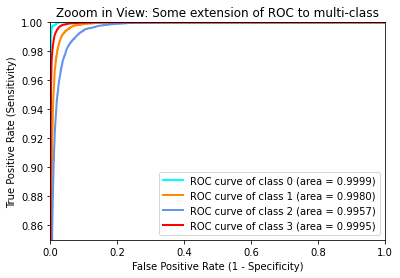 Zooom in View: Some extension of ROC to multi-class
1.00
0.98
0.96
0.94
0.92
0.90
0.88
0.86
True Positive Rate (Sensitivity)
ROC curve of class 0 (area = 0.9999)
ROC curve of class 1 (area = 0.9980)
ROC curve of class 2 (area = 0.9957)
ROC curve of class 3 (area = 0.9995)
0.0 0.2 0.4 0.6 0.8 1.0
False Positive Rate (1 - Specificity)